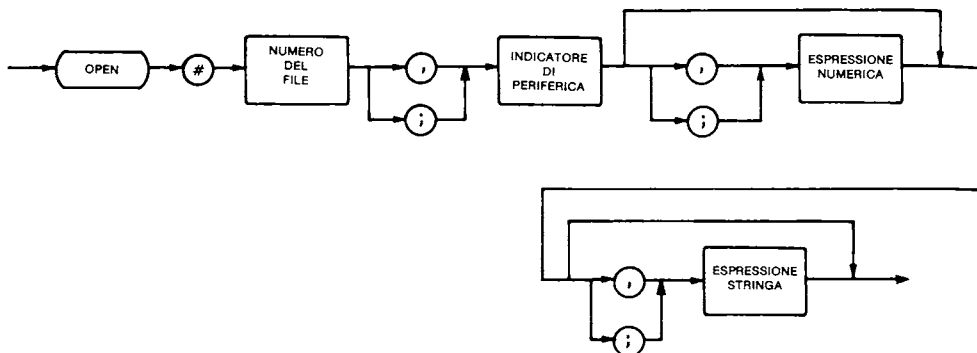 OPEN
#
NUMERO
DEL
FILE
,
;
INDICATORE
DI
PERIFERICA
,
;
ESPRESSIONE
NUMERICA
,
;
ESPRESSIONE
STRINGA